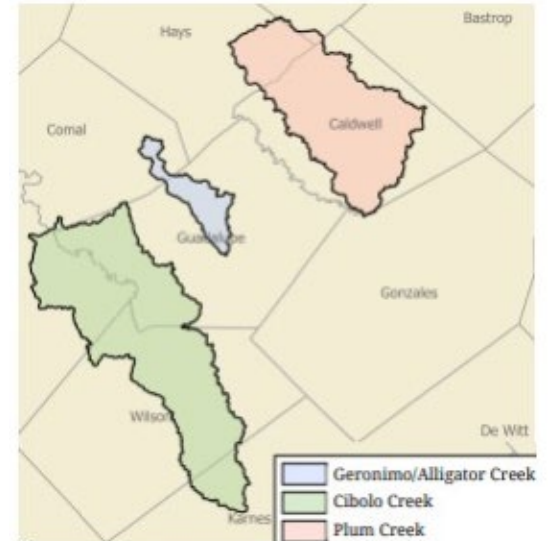 Bastrop
Hays
Caldwell
Comal
Guadalupe
Gonzales
Wilson
De Witt
Karnes
Geronimo/Alligator Creek
Cibolo Creek
Plum Creek